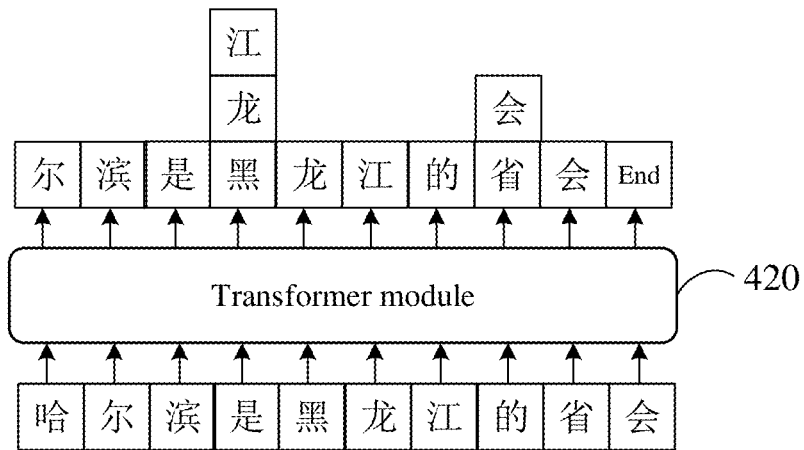 江
龙 会
尔 滨 是 黑 龙 江 的 省 会 End
Transformer module
420
哈 尔 滨 是 黑 龙 江 的 省 会